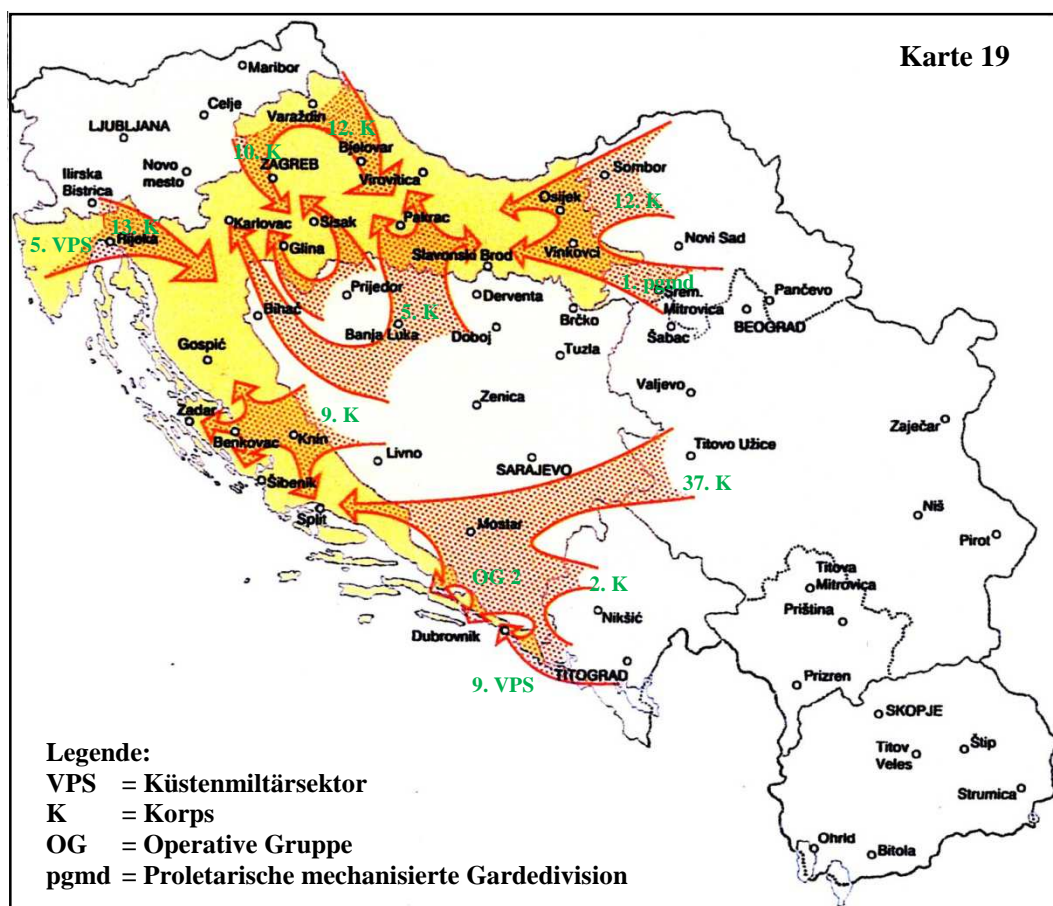 Karte 19
Maribor
Celje
LJUBLJANA
Varaždin
12. K
10. K
Bjelovar
ZAGREB
Ilirska
Bistrica
Novo
mesto
Virovitica
Sombor
Osijek
12. K
13. K
Rijeka
5. VPS
Karlovac
Sisak
Pakrac
Glina
Slavonski Brod
Vinkovci
Novi Sad
1. pgmd
Srem.
Mitrovica
Pančevo
BEOGRAD
Šabac
Prijedor
Derventa
Bihać
5. K
Banja Luka
Doboj
Brčko
Tuzla
Gospić
Valjevo
Zenica
Zadar
9. K
Benkovac
Knin
Livno
SARAJEVO
Titovo Užice
Zaječar
37. K
Šibenik
Split
Mostar
Niš
Pirot
OG 2
2. K
Titova
Mitrovica
Priština
Nikšić
Dubrovnik
TITOGRAD
9. VPS
Prizren
SKOPJE
Titov
Veles
Štip
Strumica
Ohrid
Bitola
Legende:
VPS = Küstenmiltärsektor
K = Korps
OG = Operative Gruppe
pgmd = Proletarische mechanisierte Gardedivision